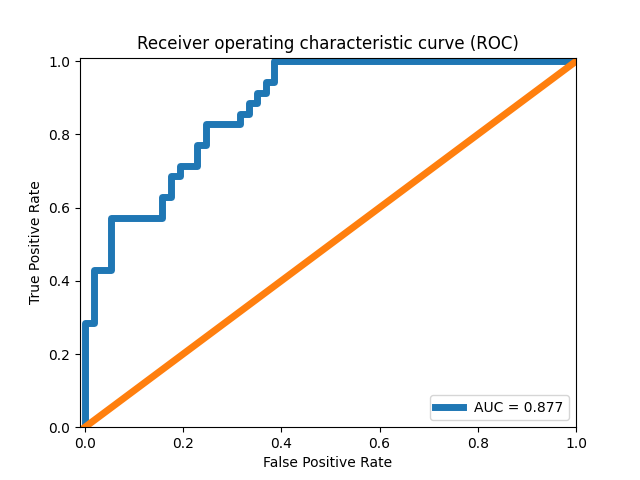 Receiver operating characteristic curve (ROC)
1.0
0.8
0.6
0.4
0.2
0.0
True Positive Rate
AUC = 0.877
0.0 0.2 0.4 0.6 0.8 1.0
False Positive Rate